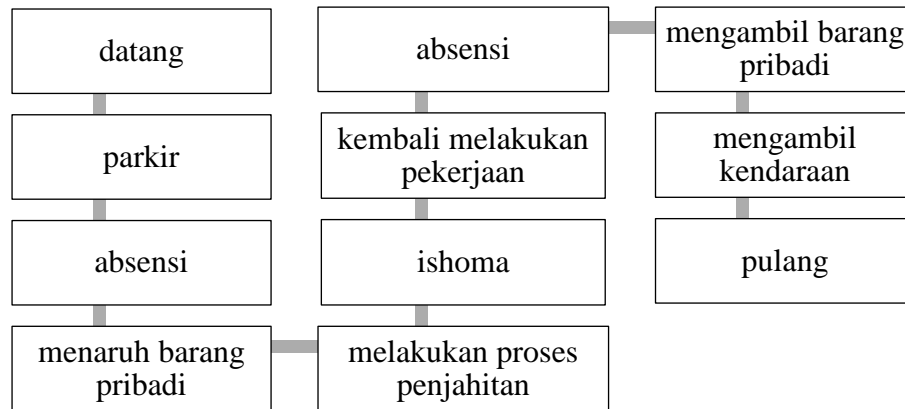 datang
parkir
absensi
menaruh barang
pribadi
melakukan proses
penjahitan
ishoma
kembali melakukan
pekerjaan
absensi
mengambil barang
pribadi
mengambil
kendaraan
pulang